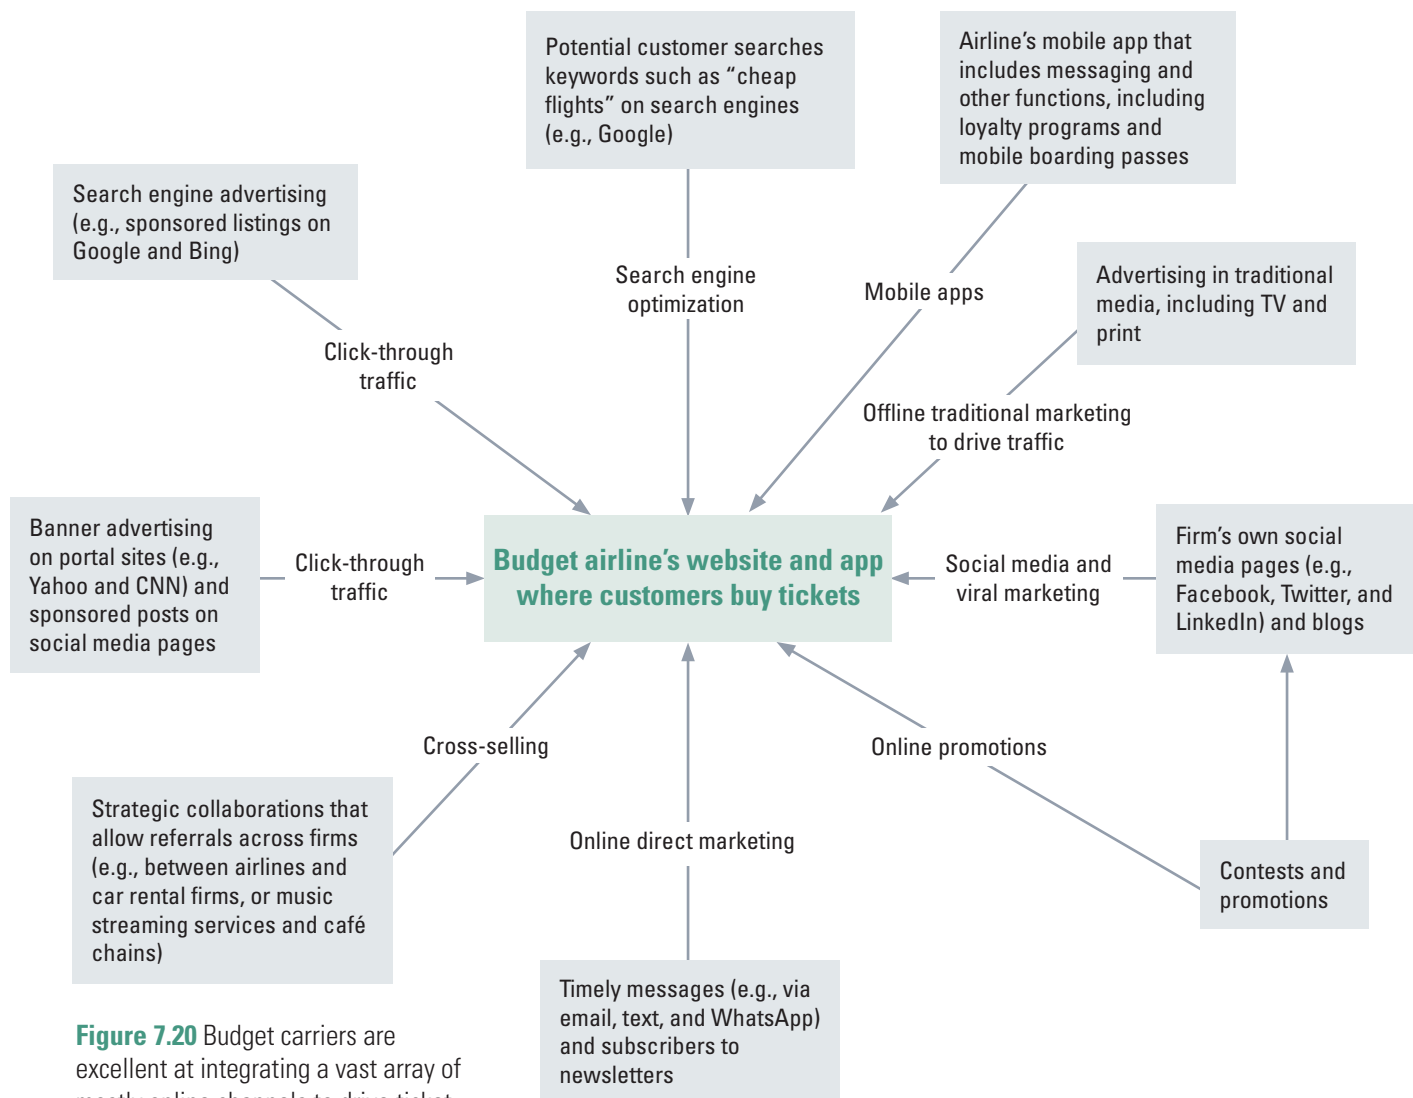 Potential customer searches
keywords such as “cheap
flights” on search engines
(e.g., Google)
Airline’s mobile app that
includes messaging and
other functions, including
loyalty programs and
mobile boarding passes
Search engine advertising
(e.g., sponsored listings on
Google and Bing)
Advertising in traditional
media, including TV and
print
Search engine
optimization
Mobile apps
Click-through
traffic
Offline traditional marketing
to drive traffic
Banner advertising
on portal sites (e.g.,
Yahoo and CNN) and
sponsored posts on
social media pages
Click-through
traffic
Budget airline’s website and app
where customers buy tickets
Social media and
viral marketing
Firm’s own social
media pages (e.g.,
Facebook, Twitter, and
LinkedIn) and blogs
Cross-selling
Online promotions
Strategic collaborations that
allow referrals across firms
(e.g., between airlines and
car rental firms, or music
streaming services and café
chains)
Online direct marketing
Contests and
promotions
Timely messages (e.g., via
email, text, and WhatsApp)
and subscribers to
newsletters
Figure 7.20 Budget carriers are
excellent at integrating a vast array of
mostly online channels to drive ticket